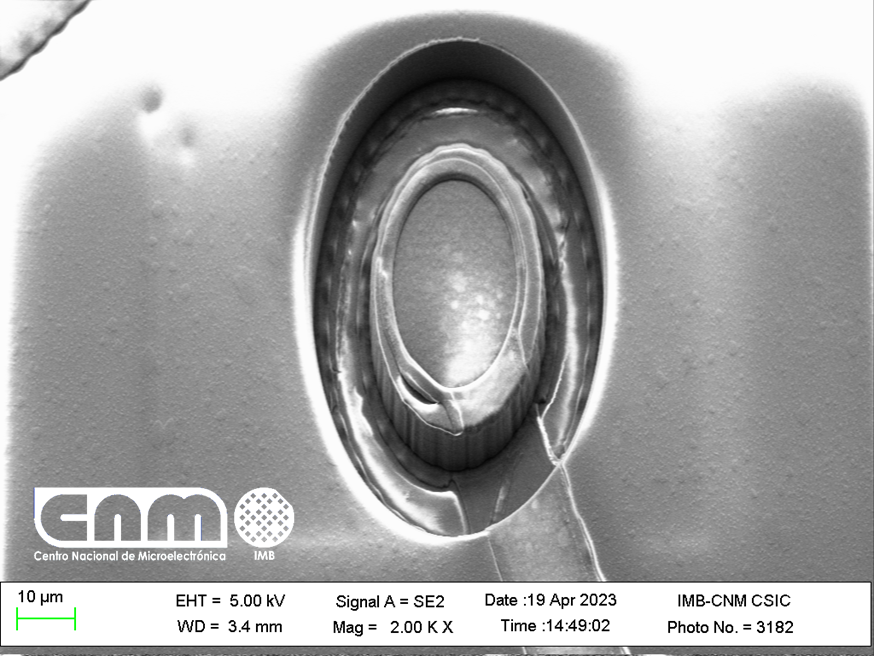 cnm
Centro Nacional de Microelectrónica IMB
10 µm
EHT = 5.00 kV Signal A = SE2 Date :19 Apr 2023 IMB-CNM CSIC
WD = 3.4 mm Mag = 2.00 K X Time :14:49:02 Photo No. = 3182